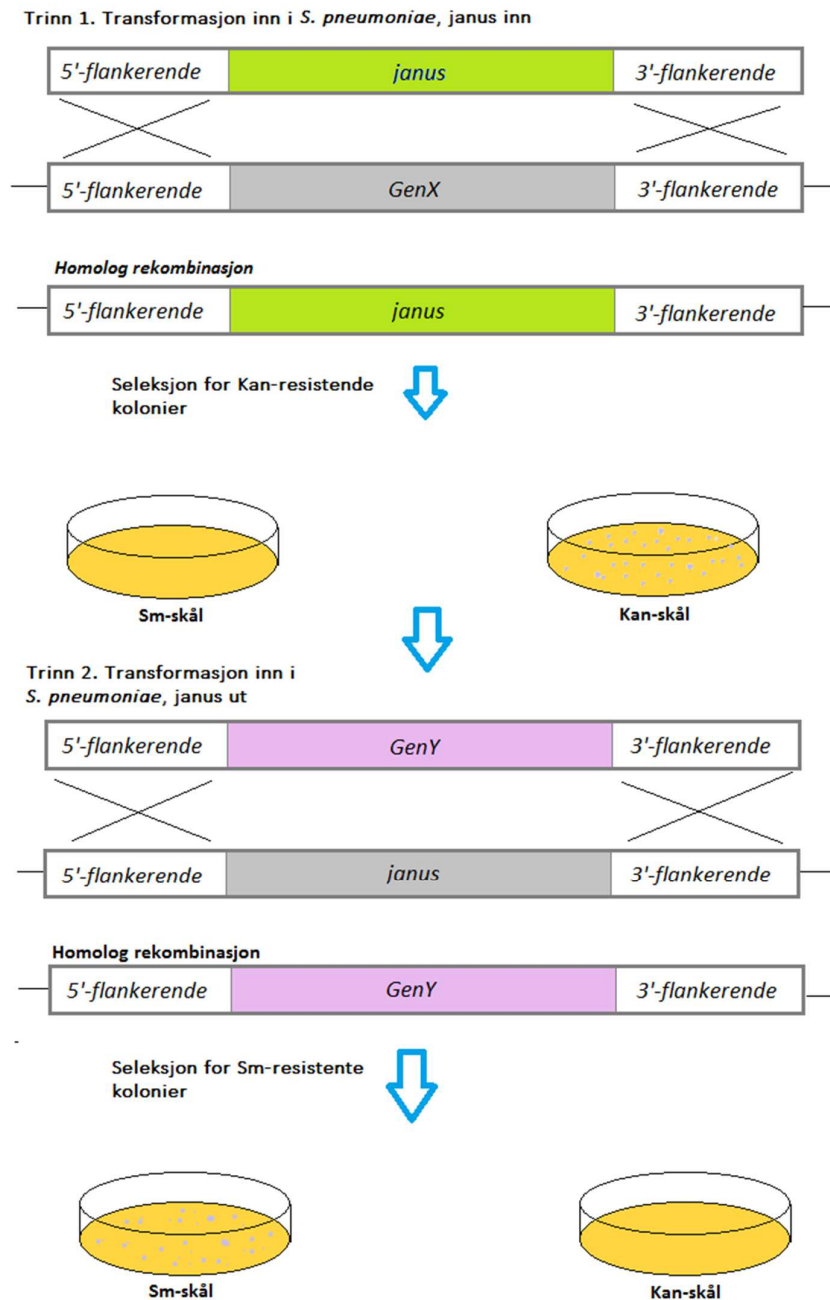 Trinn 1. Transformasjon inn i S. pneumoniae, janus inn
5'-flankerende janus 3'-flankerende
5'-flankerende GenX 3'-flankerende
Homolog rekombinasjon
5'-flankerende janus 3'-flankerende
Seleksjon for Kan-resistende
kolonier
Sm-skål Kan-skål
Trinn 2. Transformasjon inn i
S. pneumoniae, janus ut
5'-flankerende GenY 3'-flankerende
5'-flankerende janus 3'-flankerende
Homolog rekombinasjon
5'-flankerende GenY 3'-flankerende
-
Seleksjon for Sm-resistente
kolonier
Sm-skål Kan-skål